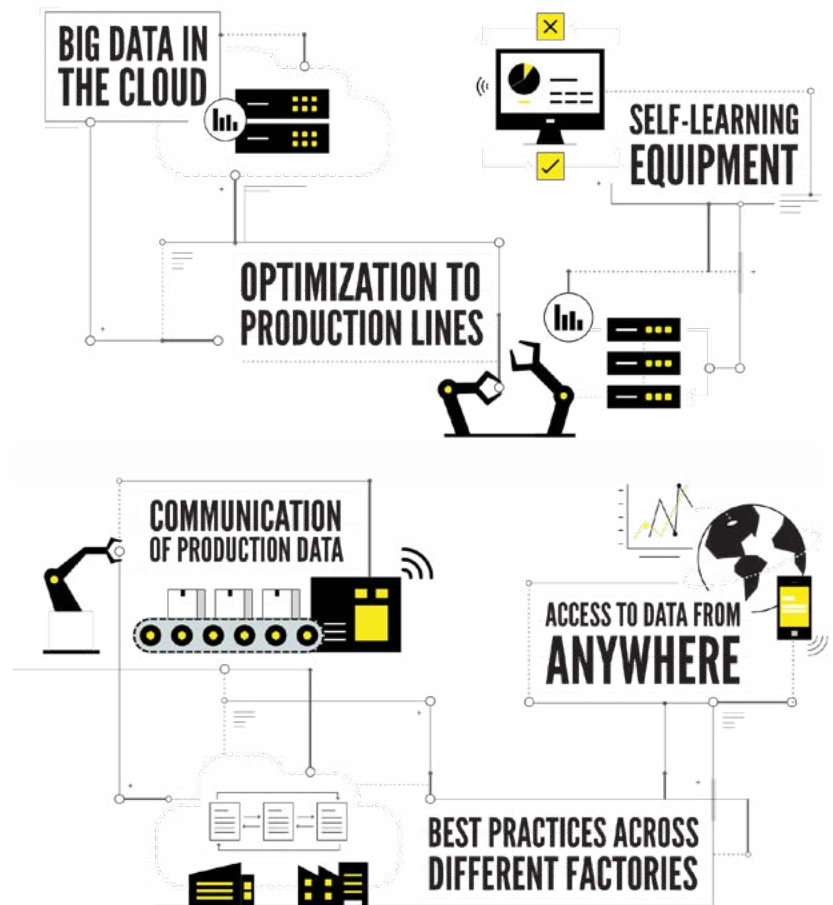 BIG DATA IN
THE CLOUD
SELF-LEARNING
EQUIPMENT
OPTIMIZATION TO
PRODUCTION LINES
COMMUNICATION
OF PRODUCTION DATA
ACCESS TO DATA FROM
ANYWHERE
BEST PRACTICES ACROSS
DIFFERENT FACTORIES